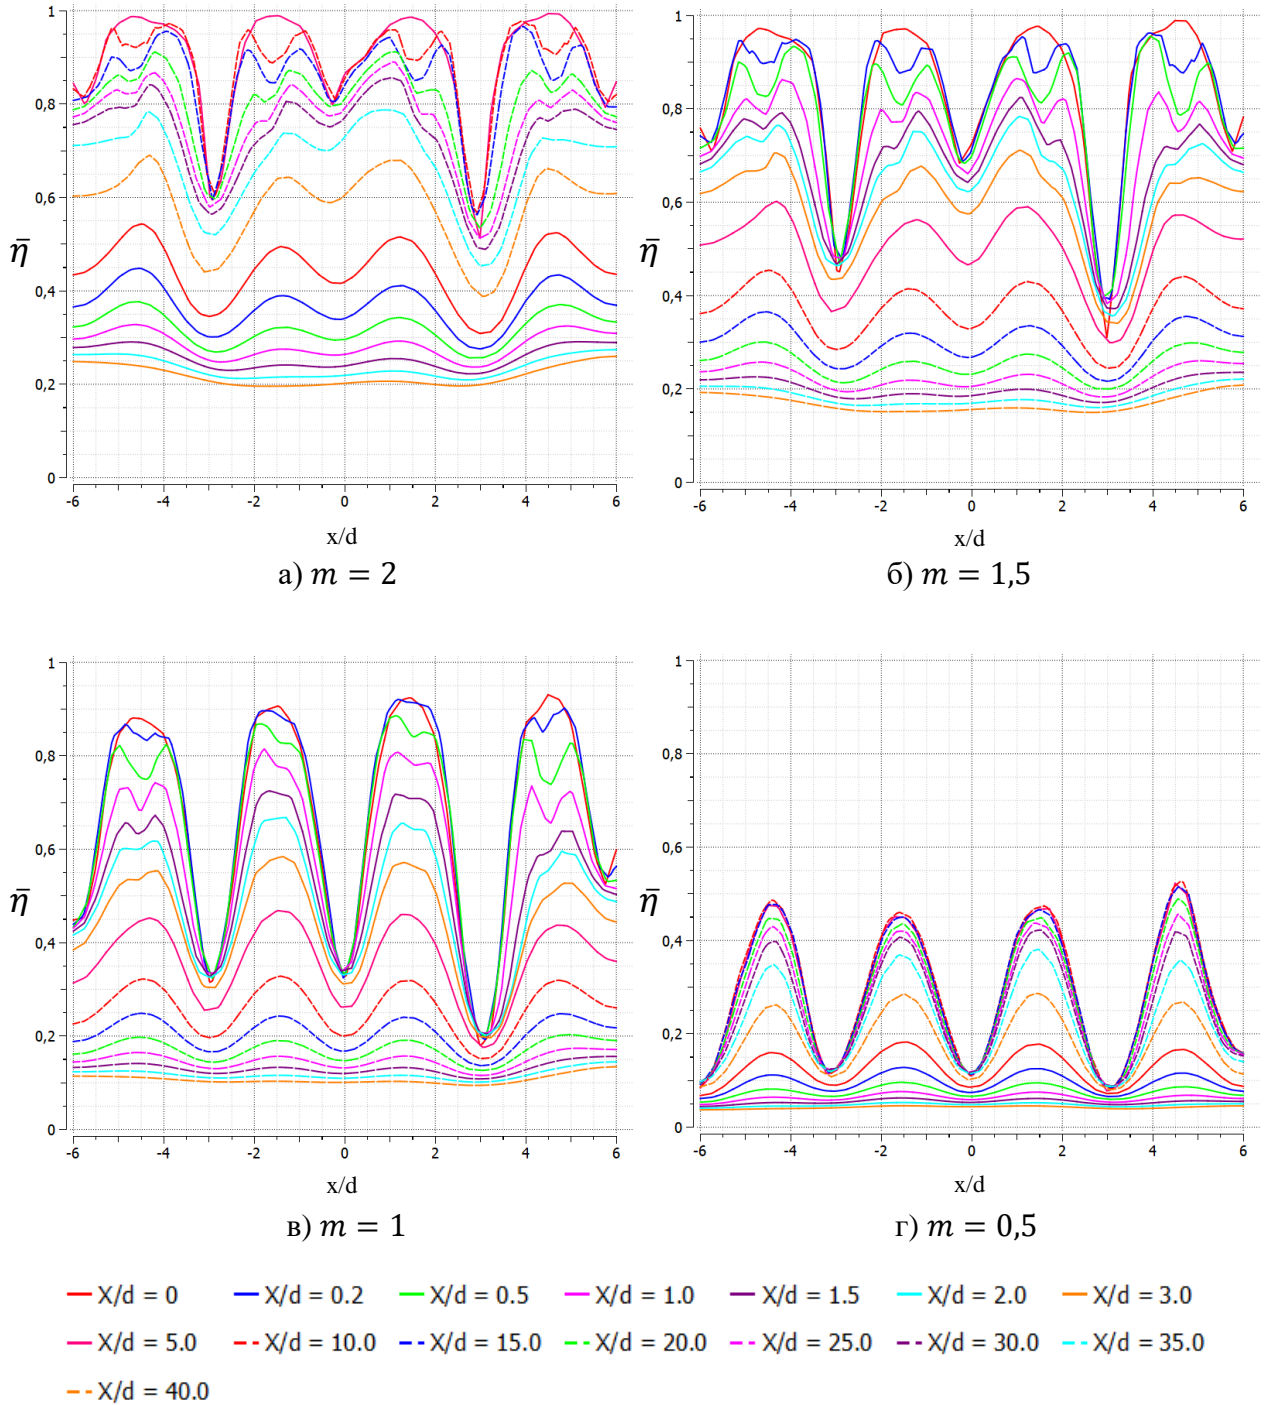 1 0,8 0,6 0,4 0,2 0
η̄
-6 -4 -2 0 2 4 6
x/d
а) m = 2
1 0,8 0,6 0,4 0,2 0
η̄
-6 -4 -2 0 2 4 6
x/d
б) m = 1,5
1 0,8 0,6 0,4 0,2 0
η̄
-6 -4 -2 0 2 4 6
x/d
в) m = 1
1 0,8 0,6 0,4 0,2 0
η̄
-6 -4 -2 0 2 4 6
x/d
г) m = 0,5
X/d = 0 X/d = 0.2 X/d = 0.5 X/d = 1.0 X/d = 1.5 X/d = 2.0 X/d = 3.0
X/d = 5.0 X/d = 10.0 X/d = 15.0 X/d = 20.0 X/d = 25.0 X/d = 30.0 X/d = 35.0
X/d = 40.0